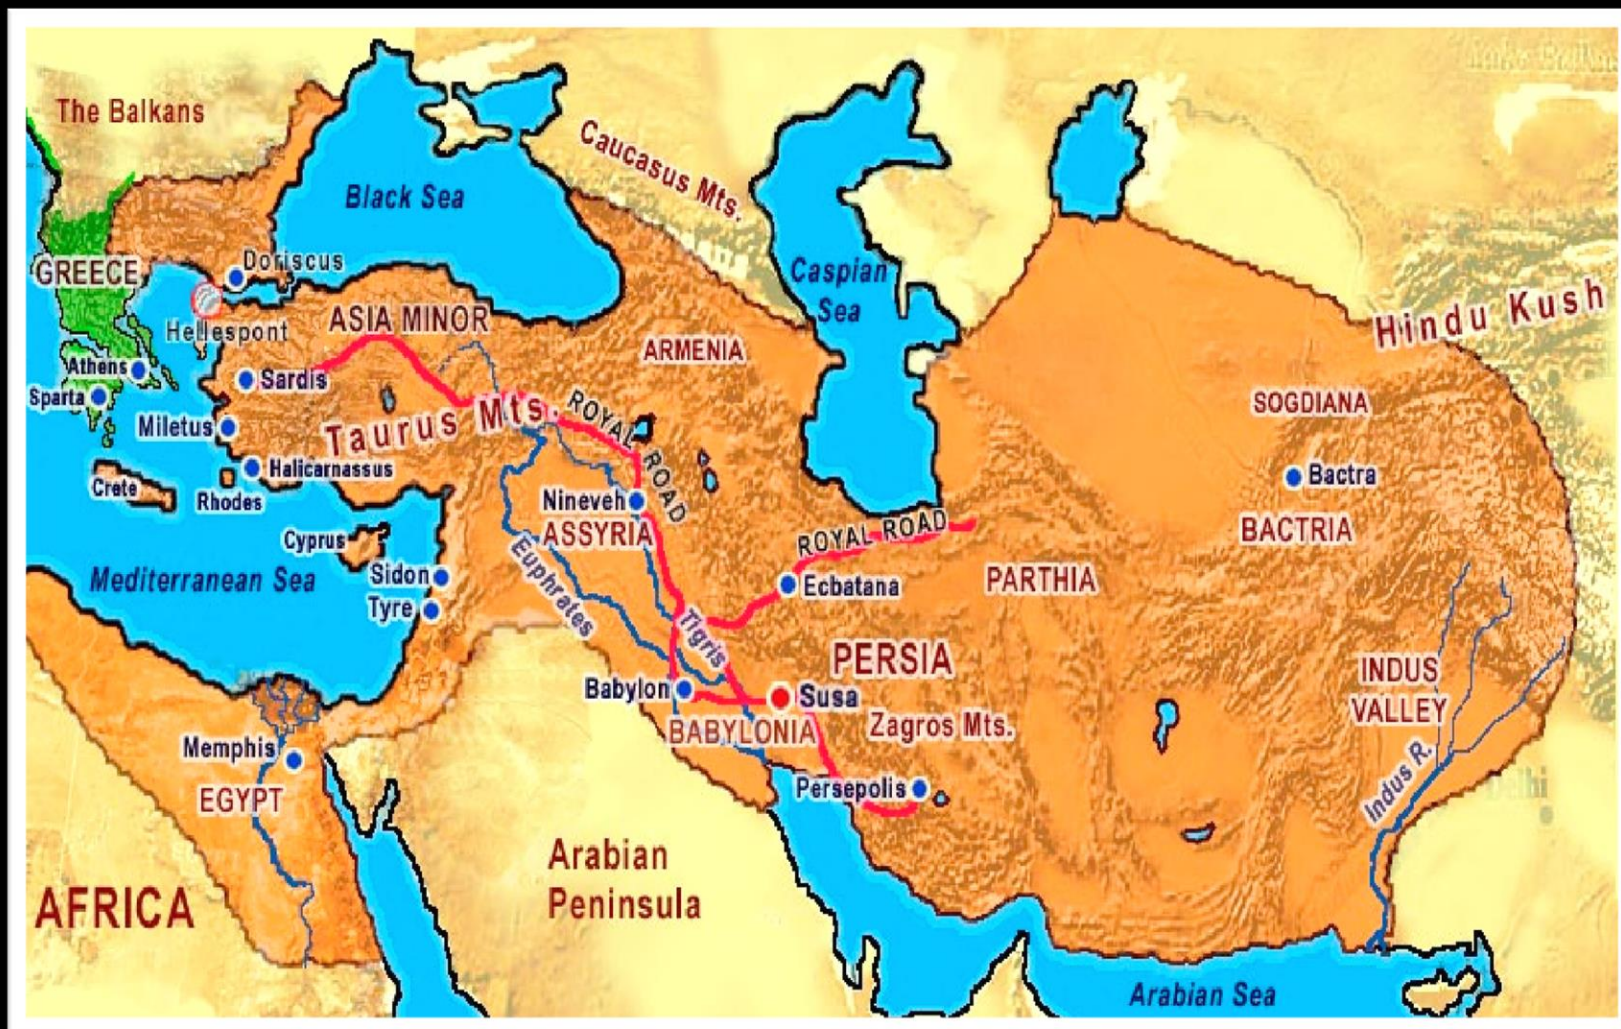 The Balkans
Black Sea
Caucasus Mts.
Caspian
Sea
Hindu Kush
GREECE
Doriscus
Hellespont
ASIA MINOR
ARMENIA
Athens
Sparta
Sardis
Miletus
Taurus Mts.
ROYAL
ROAD
SOGDIANA
Halicarnassus
Crete
Rhodes
Nineveh
ASSYRIA
Bactra
BACTRIA
ROYAL ROAD
Cyprus
Mediterranean Sea
Sidon
Tyre
Euphrates
Ecbatana
PARTHIA
Tigris
PERSIA
INDUS
VALLEY
Babylon
Susa
BABYLONIA
Zagros Mts.
Memphis
EGYPT
Persepolis
Indus R.
Delhi
Arabian
Peninsula
AFRICA
Arabian Sea